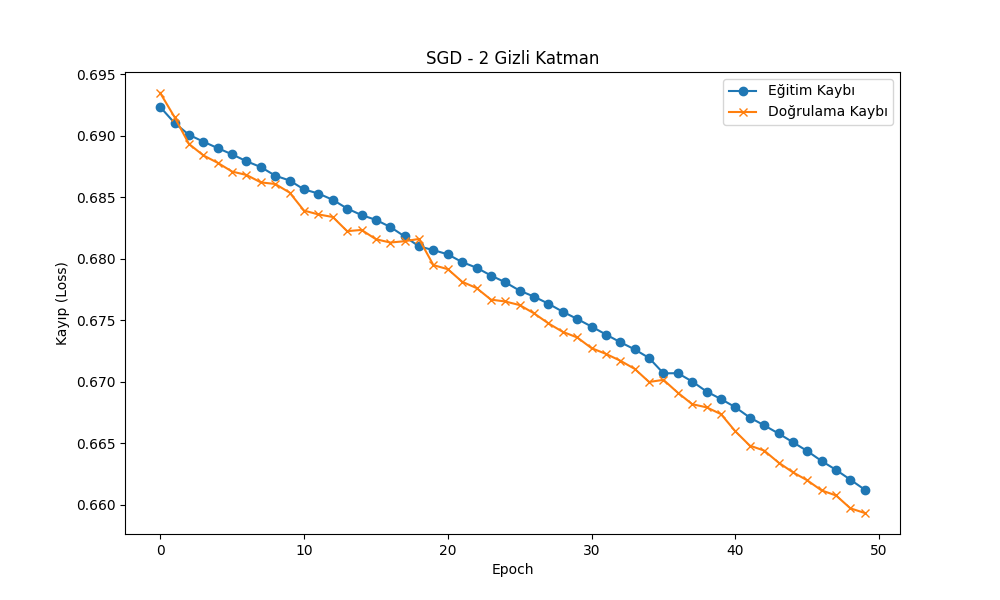 SGD - 2 Gizli Katman
Eğitim Kaybı
Doğrulama Kaybı
Kayıp (Loss)
0.695
0.690
0.685
0.680
0.675
0.670
0.665
0.660
0 10 20 30 40 50
Epoch